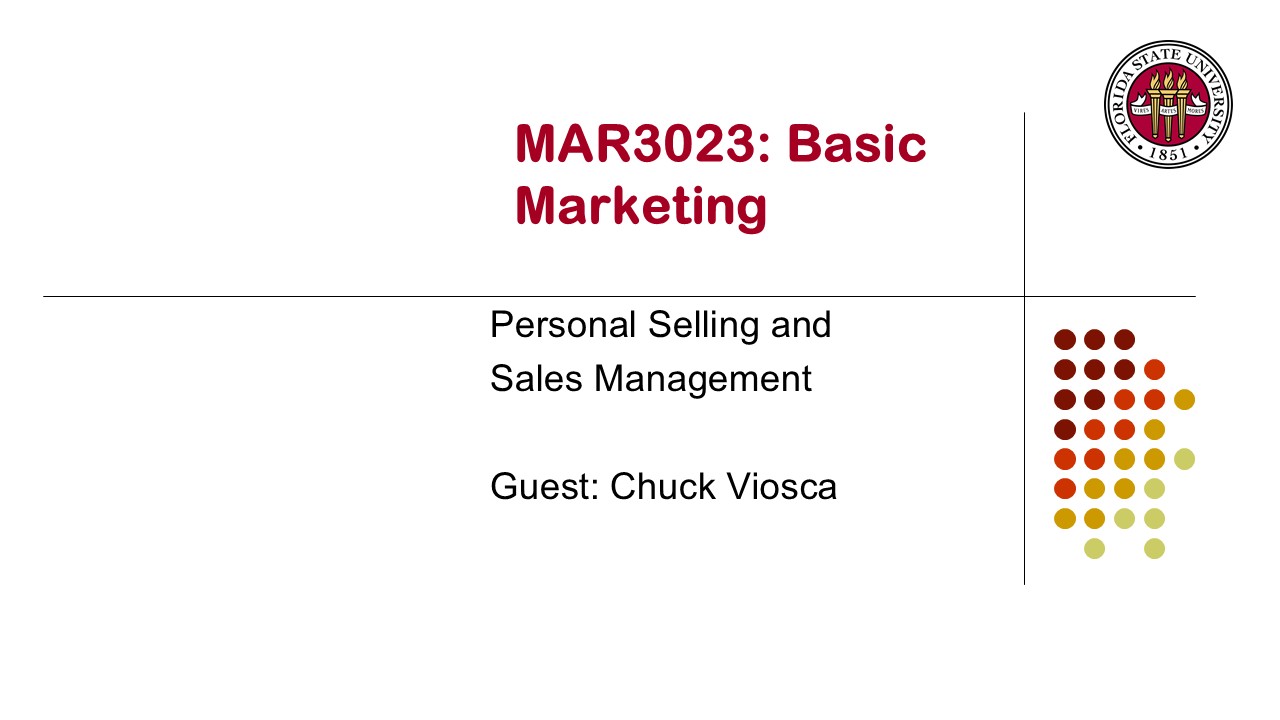 MAR3023: Basic
Marketing
FLORIDA STATE UNIVERSITY
VIRES ARTES MORES
• 1851 •
Personal Selling and
Sales Management
Guest: Chuck Viosca